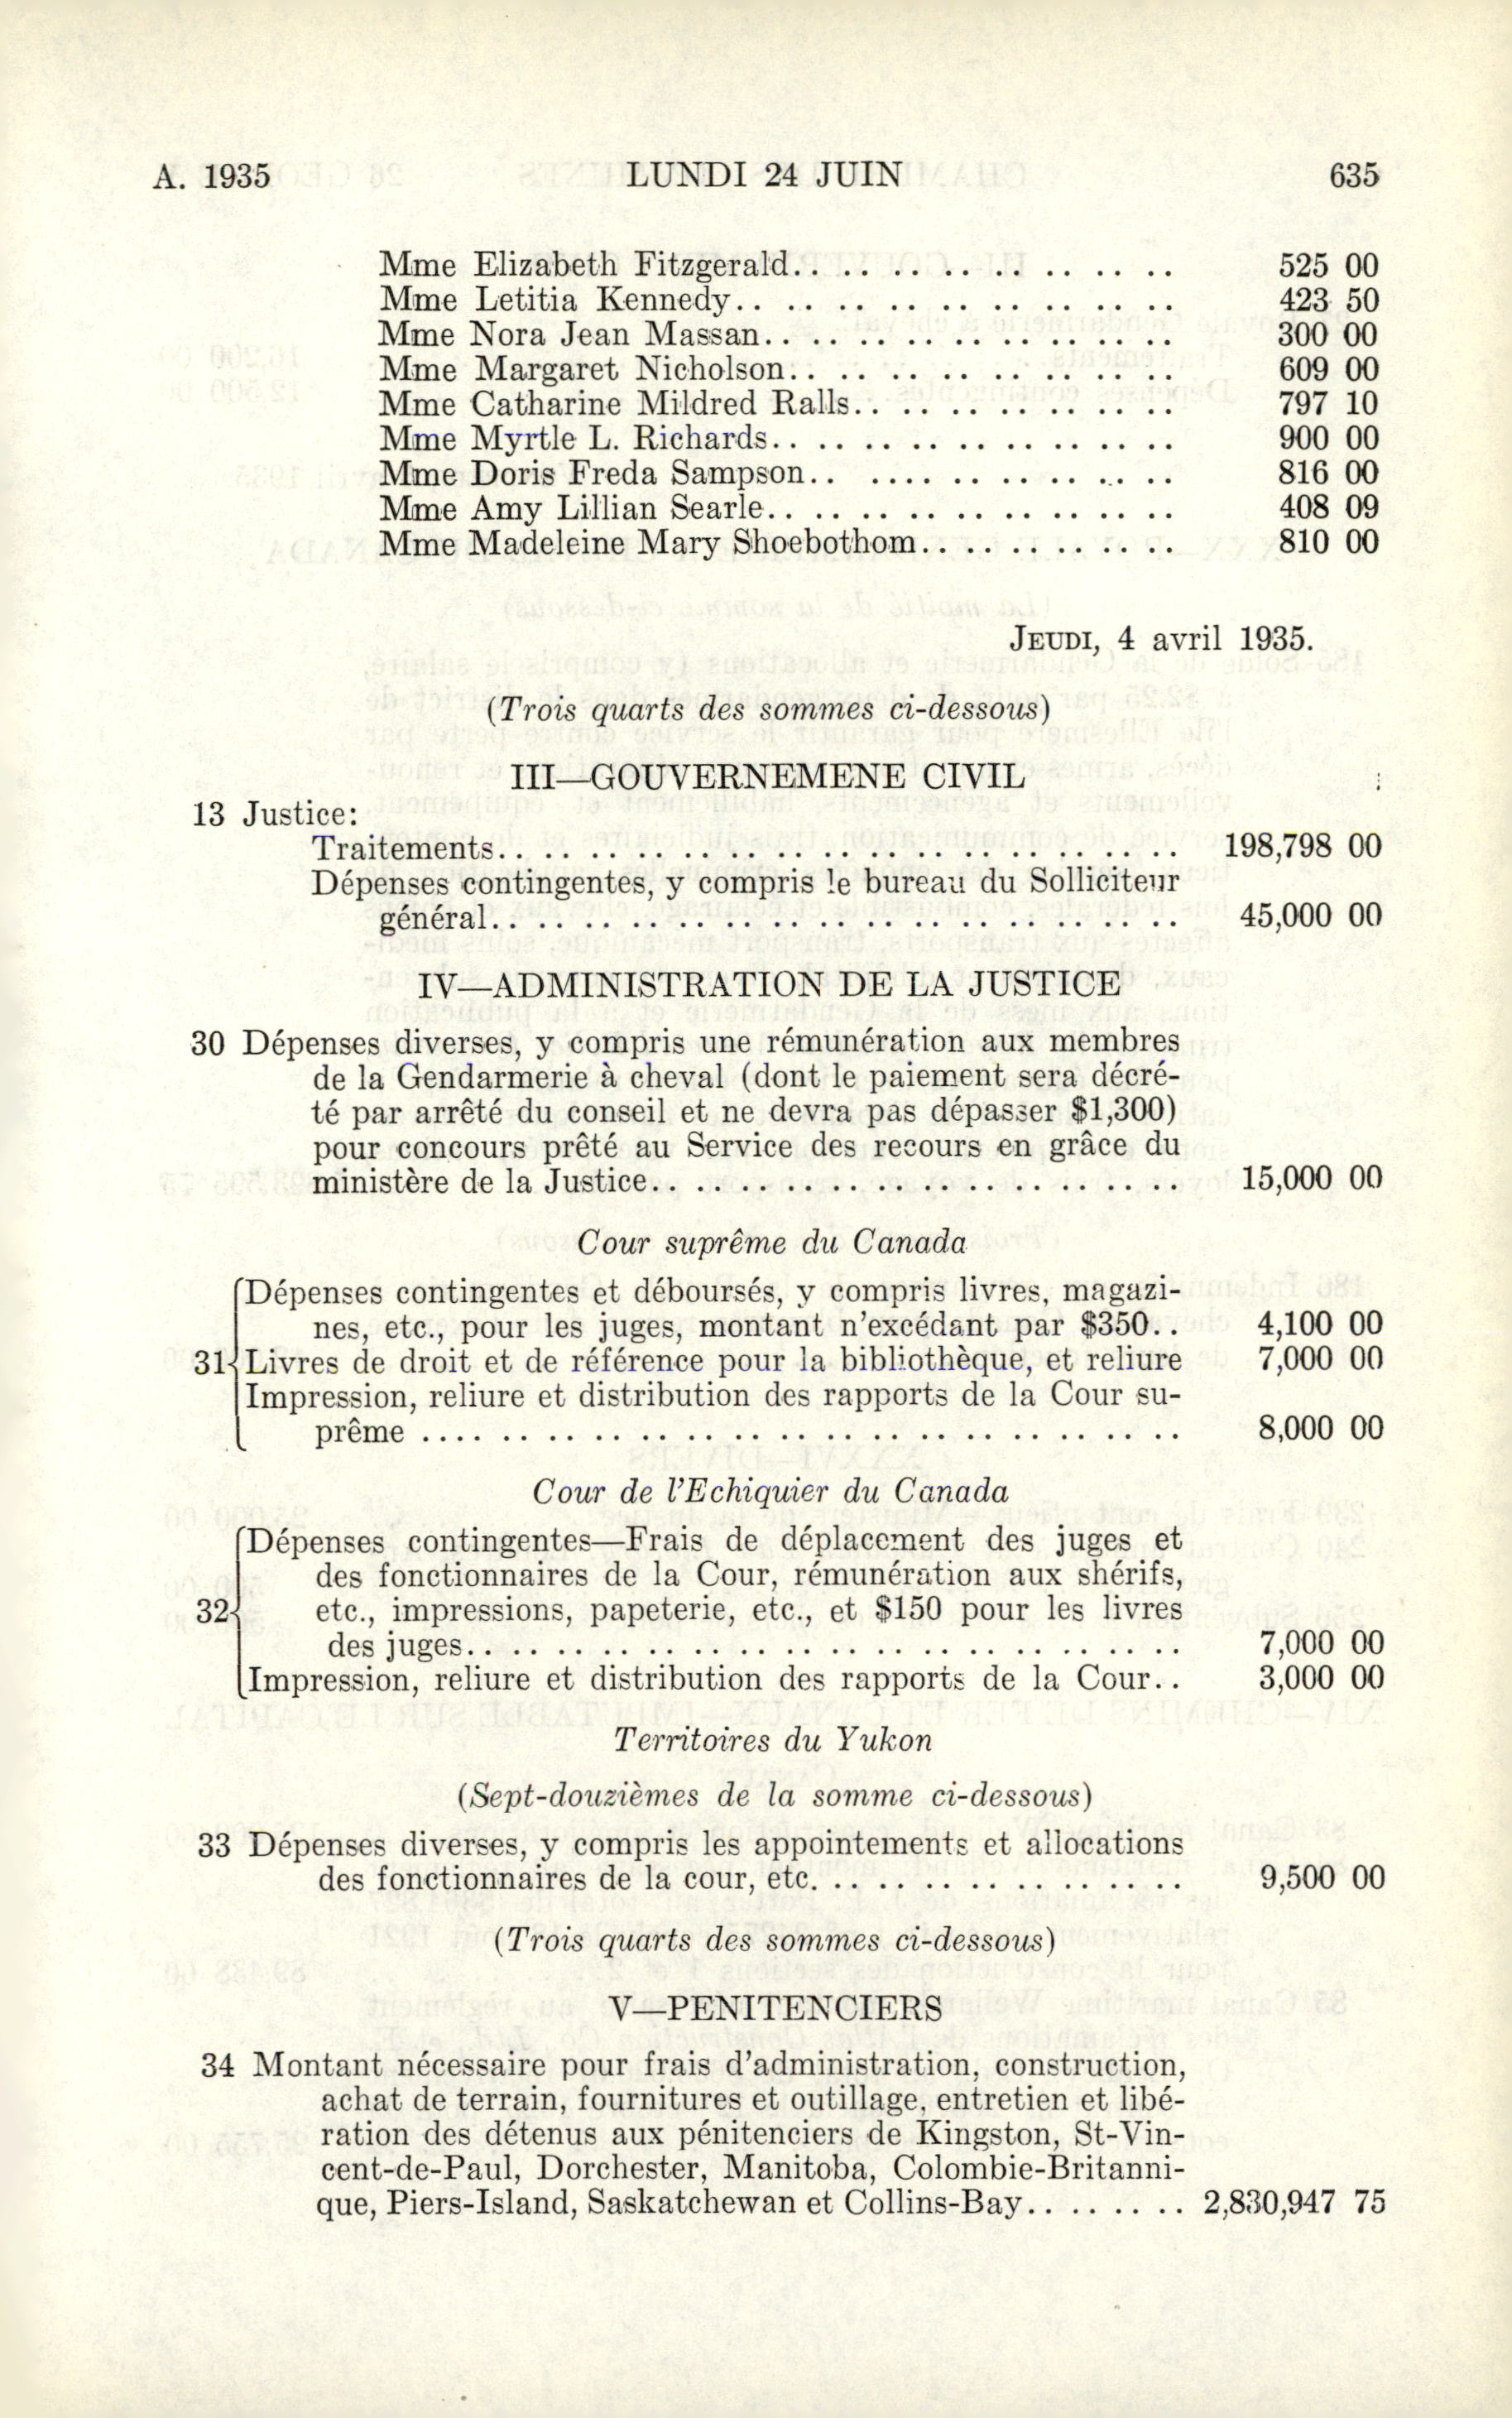 A. 1935 LUNDI 24 JUIN 635
Mme Elizabeth Fitzgerald. . . . . . . . . . . . . . . . 525 00
Mme Letitia Kennedy. . . . . . . . . . . . . . . . . . 423 50
Mme Nora Jean Massan. . . . . . . . . . . . . . . . . 300 00
Mme Margaret Nicholson. . . . . . . . . . . . . . . . 609 00
Mme Catharine Mildred Ralls. . . . . . . . . . . . . . 797 10
Mme Myrtle L. Richards. . . . . . . . . . . . . . . . . 900 00
Mme Doris Freda Sampson. . . . . . . . . . . . . . . . 816 00
Mme Amy Lillian Searle. . . . . . . . . . . . . . . . . 408 09
Mme Madeleine Mary Shoebothom. . . . . . . . . . . 810 00
JEUDI, 4 avril 1935.
(Trois quarts des sommes ci-dessous)
III—GOUVERNEMENE CIVIL
13 Justice:
Traitements. . . . . . . . . . . . . . . . . . . . . . . . . . . . . 198,798 00
Dépenses contingentes, y compris le bureau du Solliciteur
général. . . . . . . . . . . . . . . . . . . . . . . . . . . . . . 45,000 00
IV—ADMINISTRATION DE LA JUSTICE
30 Dépenses diverses, y compris une rémunération aux membres
de la Gendarmerie à cheval (dont le paiement sera décré-
té par arrêté du conseil et ne devra pas dépasser $1,300)
pour concours prêté au Service des recours en grâce du
ministère de la Justice. . . . . . . . . . . . . . . . . . . . . . . 15,000 00
Cour suprême du Canada
Dépenses contingentes et déboursés, y compris livres, magazi-
nes, etc., pour les juges, montant n'excédant par $350. . 4,100 00
31 Livres de droit et de référence pour la bibliothèque, et reliure 7,000 00
Impression, reliure et distribution des rapports de la Cour su-
prême . . . . . . . . . . . . . . . . . . . . . . . . . . . . . . . . . 8,000 00
Cour de l'Echiquier du Canada
Dépenses contingentes—Frais de déplacement des juges et
des fonctionnaires de la Cour, rémunération aux shérifs,
32 etc., impressions, papeterie, etc., et $150 pour les livres
des juges. . . . . . . . . . . . . . . . . . . . . . . . . . . . . . . 7,000 00
Impression, reliure et distribution des rapports de la Cour. . 3,000 00
Territoires du Yukon
(Sept-douzièmes de la somme ci-dessous)
33 Dépenses diverses, y compris les appointements et allocations
des fonctionnaires de la cour, etc. . . . . . . . . . . . . . . . . 9,500 00
(Trois quarts des sommes ci-dessous)
V—PENITENCIERS
34 Montant nécessaire pour frais d'administration, construction,
achat de terrain, fournitures et outillage, entretien et libé-
ration des détenus aux pénitenciers de Kingston, St-Vin-
cent-de-Paul, Dorchester, Manitoba, Colombie-Britanni-
que, Piers-Island, Saskatchewan et Collins-Bay. . . . . . . . 2,830,947 75